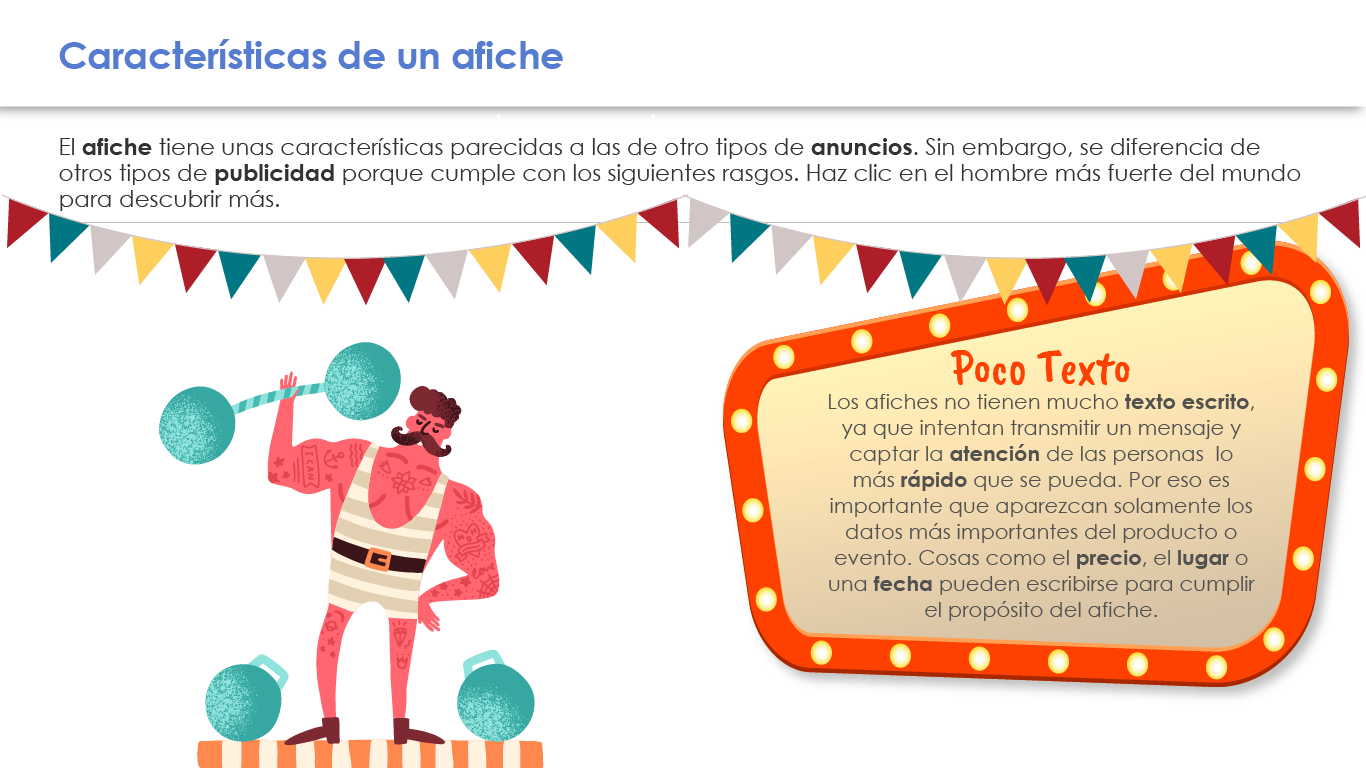 Características de un afiche
El afiche tiene unas características parecidas a las de otro tipos de anuncios. Sin embargo, se diferencia de
otros tipos de publicidad porque cumple con los siguientes rasgos. Haz clic en el hombre más fuerte del mundo
para descubrir más.
I CAN
Poco Texto
Los afiches no tienen mucho texto escrito,
ya que intentan transmitir un mensaje y
captar la atención de las personas lo
más rápido que se pueda. Por eso es
importante que aparezcan solamente los
datos más importantes del producto o
evento. Cosas como el precio, el lugar o
una fecha pueden escribirse para cumplir
el propósito del afiche.